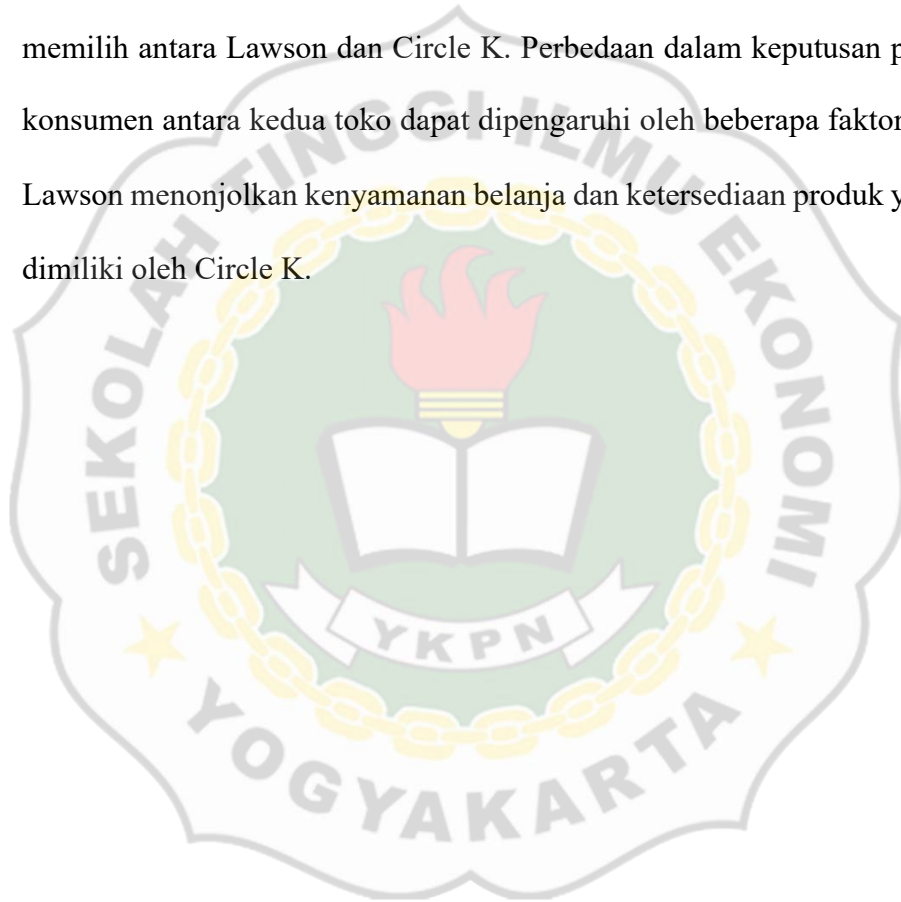 memilih antara Lawson dan Circle K. Perbedaan dalam keputusan p
konsumen antara kedua toko dapat dipengaruhi oleh beberapa faktor
Lawson menonjolkan kenyamanan belanja dan ketersediaan produk y
dimiliki oleh Circle K.
SEKOLAH TINGGI ILMU EKONOMI
YKPN
YOGYAKARTA